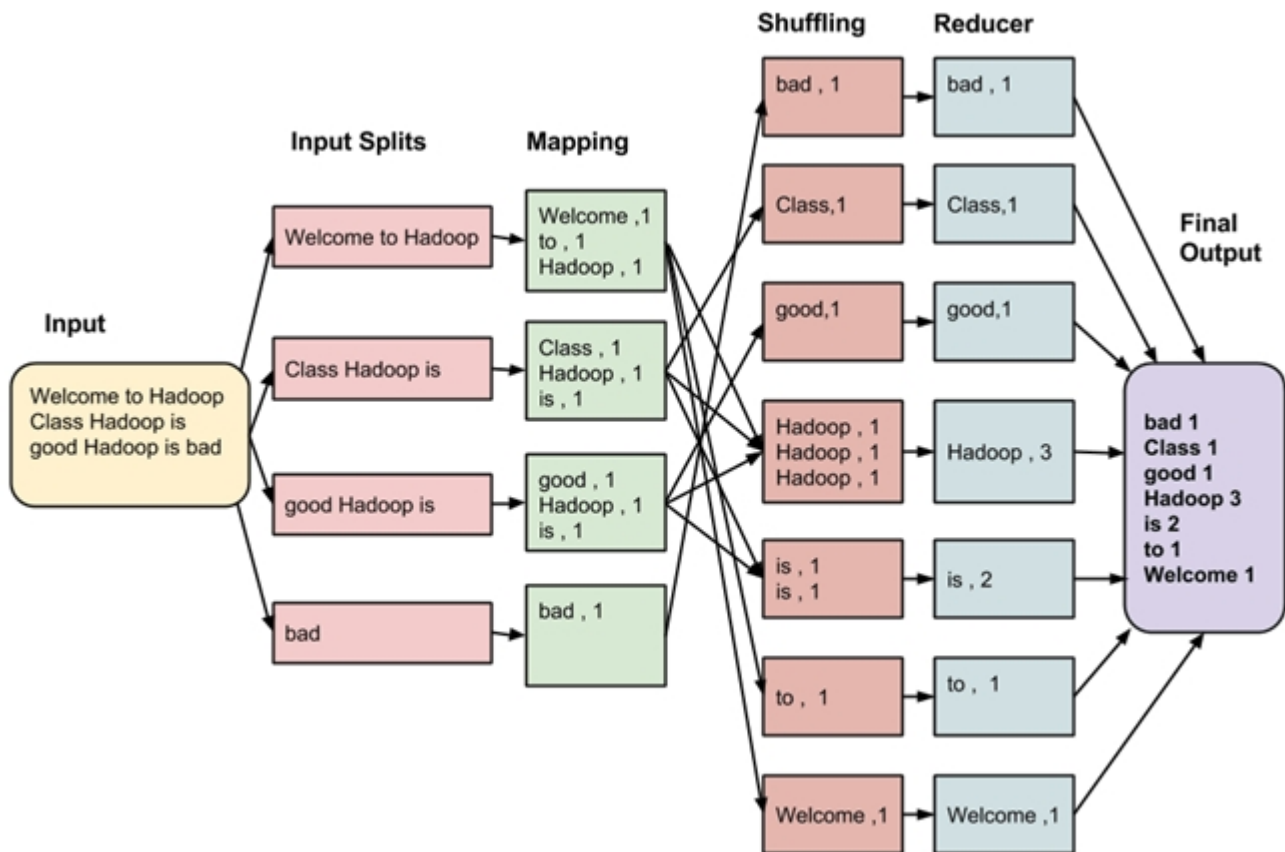 Input
Welcome to Hadoop
Class Hadoop is
good Hadoop is bad
Input Splits
Welcome to Hadoop
Class Hadoop is
good Hadoop is
bad
Mapping
Welcome ,1
to , 1
Hadoop , 1
Class , 1
Hadoop , 1
is , 1
good , 1
Hadoop , 1
is , 1
bad , 1
Shuffling
bad , 1
Class,1
good,1
Hadoop , 1
Hadoop , 1
Hadoop , 1
is , 1
is , 1
to , 1
Welcome ,1
Reducer
bad , 1
Class,1
good,1
Hadoop , 3
is , 2
to , 1
Welcome ,1
Final
Output
bad 1
Class 1
good 1
Hadoop 3
is 2
to 1
Welcome 1